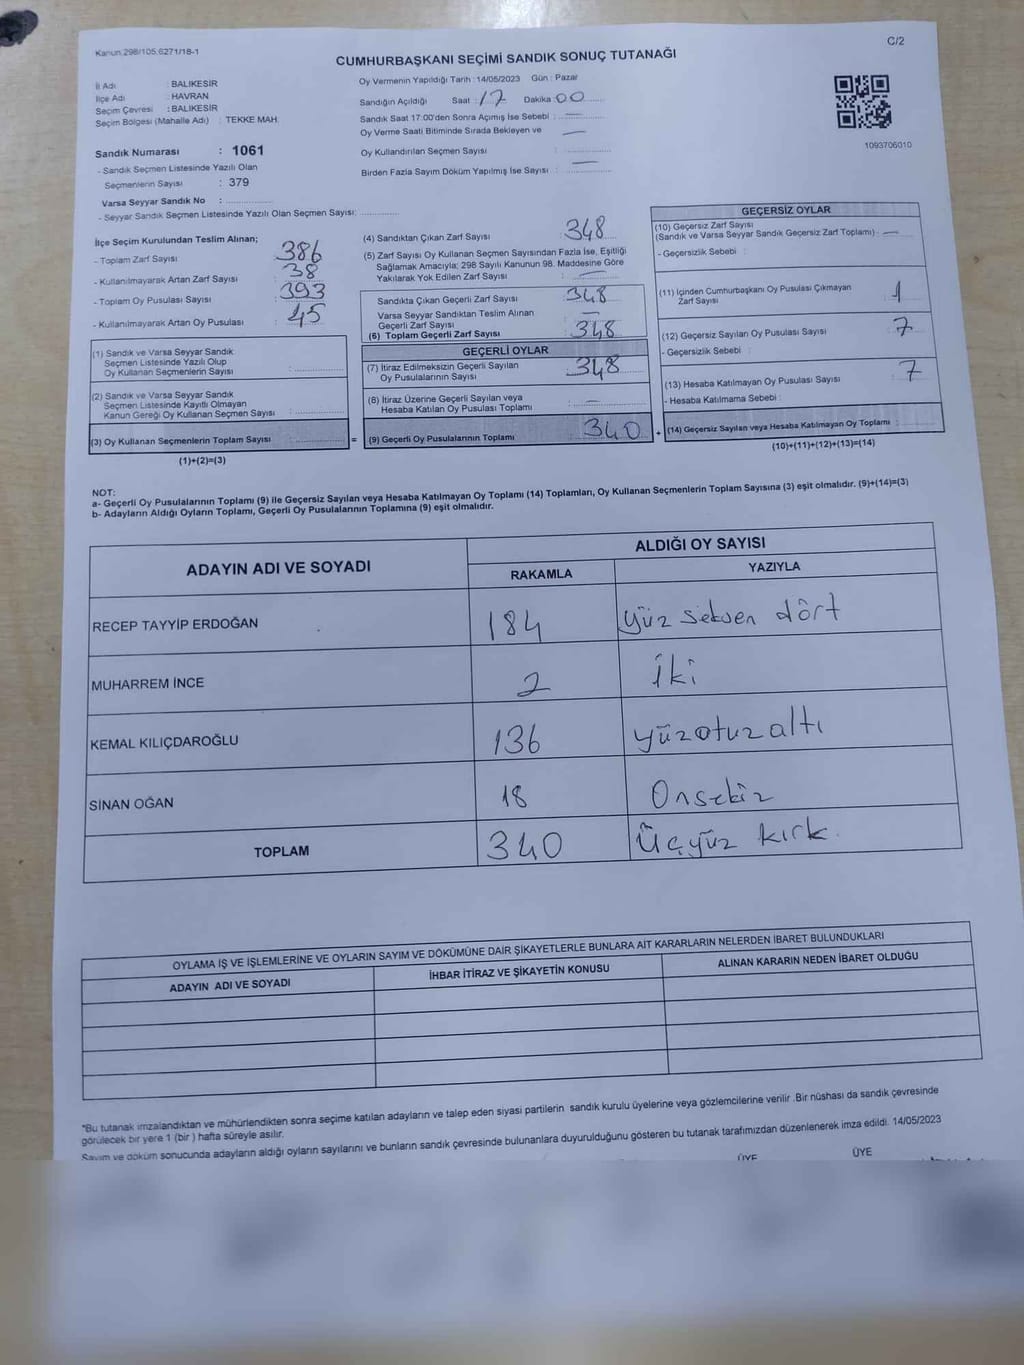 Kanun:298/105.6271/18-1
C/2
CUMHURBAŞKANI SEÇİMİ SANDIK SONUÇ TUTANAĞI
İl Adı : BALIKESİR
İlçe Adı : HAVRAN
Seçim Çevresi : BALIKESİR
Seçim Bölgesi (Mahalle Adı) : TEKKE MAH.
Oy Vermenin Yapıldığı Tarih : 14/05/2023 Gün : Pazar
Sandığın Açıldığı Saat : 17 Dakika : 00
Sandık Saat 17:00'den Sonra Açımış İse Sebebi : —
Oy Verme Saati Bitiminde Sırada Bekleyen ve
Oy Kullandırılan Seçmen Sayısı : —
Birden Fazla Sayım Döküm Yapılmış İse Sayısı : —
1093706010
Sandık Numarası : 1061
- Sandık Seçmen Listesinde Yazılı Olan
Seçmenlerin Sayısı : 379
Varsa Seyyar Sandık No :
- Seyyar Sandık Seçmen Listesinde Yazılı Olan Seçmen Sayısı:
İlçe Seçim Kurulundan Teslim Alınan;
- Toplam Zarf Sayısı : 386
- Kullanılmayarak Artan Zarf Sayısı : 38
- Toplam Oy Pusulası Sayısı : 393
- Kullanılmayarak Artan Oy Pusulası : 45
(1) Sandık ve Varsa Seyyar Sandık
Seçmen Listesinde Yazılı Olup
Oy Kullanan Seçmenlerin Sayısı :
(2) Sandık ve Varsa Seyyar Sandık
Seçmen Listesinde Kayıtlı Olmayan
Kanun Gereği Oy Kullanan Seçmen Sayısı :
(3) Oy Kullanan Seçmenlerin Toplam Sayısı :
(1)+(2)=(3)
=
(4) Sandıktan Çıkan Zarf Sayısı : 348
(5) Zarf Sayısı Oy Kullanan Seçmen Sayısından Fazla İse, Eşitliği
Sağlamak Amacıyla; 298 Sayılı Kanunun 98. Maddesine Göre
Yakılarak Yok Edilen Zarf Sayısı : —
Sandıkta Çıkan Geçerli Zarf Sayısı : 348
Varsa Seyyar Sandıktan Teslim Alınan
Geçerli Zarf Sayısı : —
(6) Toplam Geçerli Zarf Sayısı : 348
GEÇERLİ OYLAR
(7) İtiraz Edilmeksizin Geçerli Sayılan
Oy Pusulalarının Sayısı : 348
(8) İtiraz Üzerine Geçerli Sayılan veya
Hesaba Katılan Oy Pusulası Toplamı : —
(9) Geçerli Oy Pusulalarının Toplamı : 340
+
GEÇERSİZ OYLAR
(10) Geçersiz Zarf Sayısı
(Sandık ve Varsa Seyyar Sandık Geçersiz Zarf Toplamı) : —
- Geçersizlik Sebebi :
(11) İçinden Cumhurbaşkanı Oy Pusulası Çıkmayan
Zarf Sayısı : 1
(12) Geçersiz Sayılan Oy Pusulası Sayısı : 7
- Geçersizlik Sebebi :
(13) Hesaba Katılmayan Oy Pusulası Sayısı : 7
- Hesaba Katılmama Sebebi :
(14) Geçersiz Sayılan veya Hesaba Katılmayan Oy Toplamı :
(10)+(11)+(12)+(13)=(14)
NOT:
a- Geçerli Oy Pusulalarının Toplamı (9) ile Geçersiz Sayılan veya Hesaba Katılmayan Oy Toplamı (14) Toplamları, Oy Kullanan Seçmenlerin Toplam Sayısına (3) eşit olmalıdır. (9)+(14)=(3)
b- Adayların Aldığı Oyların Toplamı, Geçerli Oy Pusulalarının Toplamına (9) eşit olmalıdır.
ADAYIN ADI VE SOYADI
ALDIĞI OY SAYISI
RAKAMLA YAZIYLA
RECEP TAYYİP ERDOĞAN 184 yüz seksen dört
MUHARREM İNCE 2 İki
KEMAL KILIÇDAROĞLU 136 yüzotuzaltı
SİNAN OĞAN 18 Onsekiz
TOPLAM 340 Üçyüz kırk
OYLAMA İŞ VE İŞLEMLERİNE VE OYLARIN SAYIM VE DÖKÜMÜNE DAİR ŞİKAYETLERLE BUNLARA AİT KARARLARIN NELERDEN İBARET BULUNDUKLARI
ADAYIN ADI VE SOYADI İHBAR İTİRAZ VE ŞİKAYETİN KONUSU ALINAN KARARIN NEDEN İBARET OLDUĞU
*Bu tutanak imzalandıktan ve mühürlendikten sonra seçime katılan adayların ve talep eden siyasi partilerin sandık kurulu üyelerine veya gözlemcilerine verilir .Bir nüshası da sandık çevresinde
görülecek bir yere 1 (bir ) hafta süreyle asılır.
Sayım ve döküm sonucunda adayların aldığı oyların sayılarını ve bunların sandık çevresinde bulunanlara duyurulduğunu gösteren bu tutanak tarafımızdan düzenlenerek imza edildi. 14/05/2023
ÜYE ÜYE